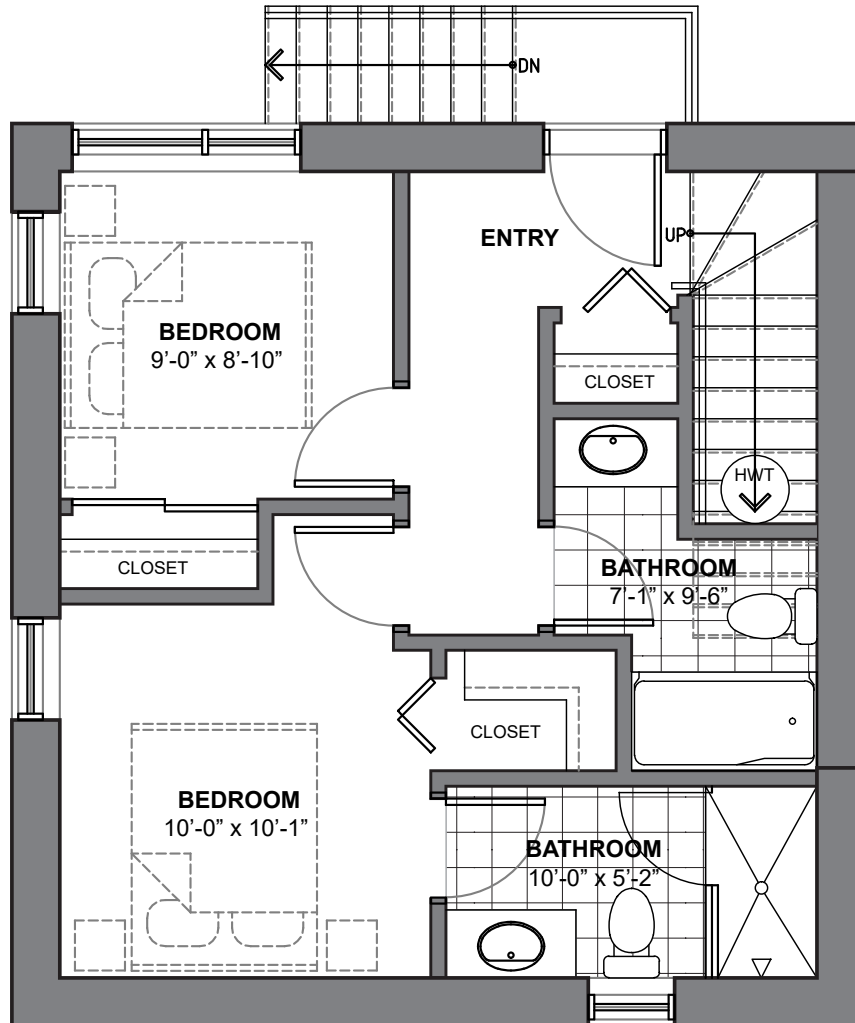 DN
ENTRY
UP
BEDROOM
9’-0” x 8’-10”
CLOSET
HWT
CLOSET
BATHROOM
7’-1” x 9’-6”
CLOSET
BEDROOM
10’-0” x 10’-1”
BATHROOM
10’-0” x 5’-2”